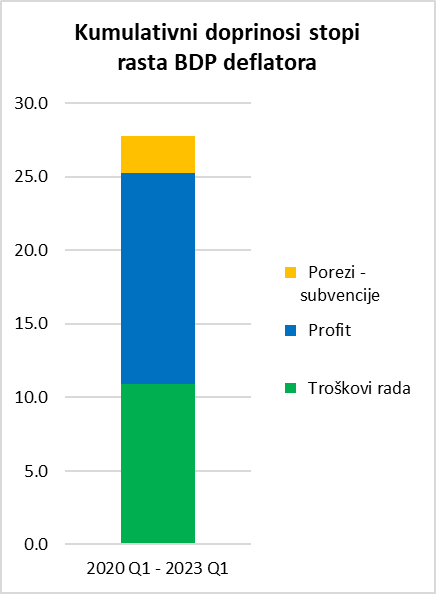 Kumulativni doprinosi stopi
rasta BDP deflatora
30.0
25.0
20.0
15.0
10.0
5.0
0.0
2020 Q1 - 2023 Q1
Porezi -
subvencije
Profit
Troškovi rada